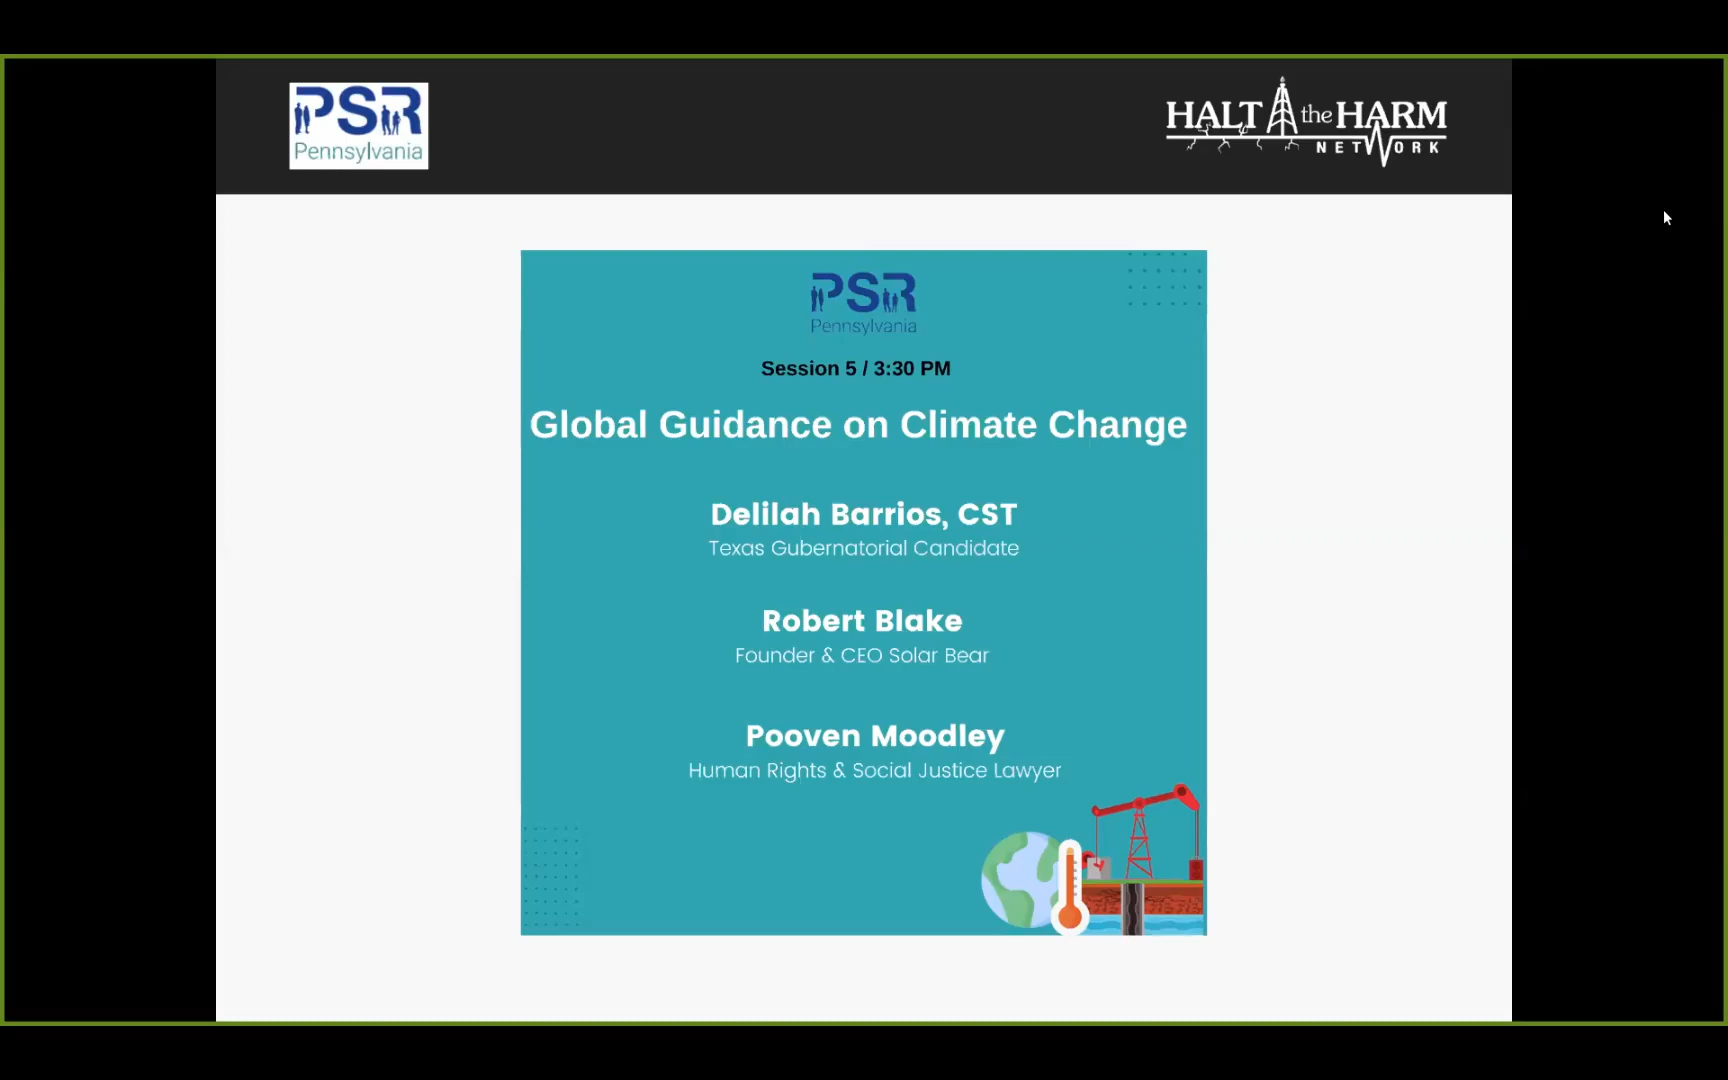 PSR
Pennsylvania
HALT the HARM
NETWORK
PSR
Pennsylvania
Session 5 / 3:30 PM
Global Guidance on Climate Change
Delilah Barrios, CST
Texas Gubernatorial Candidate
Robert Blake
Founder & CEO Solar Bear
Pooven Moodley
Human Rights & Social Justice Lawyer